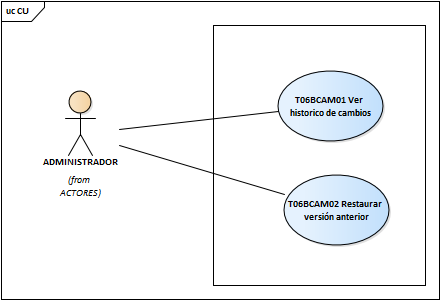 uc CU
T06BCAM01 Ver
historico de cambios
ADMINISTRADOR
(from
ACTORES)
T06BCAM02 Restaurar
versión anterior